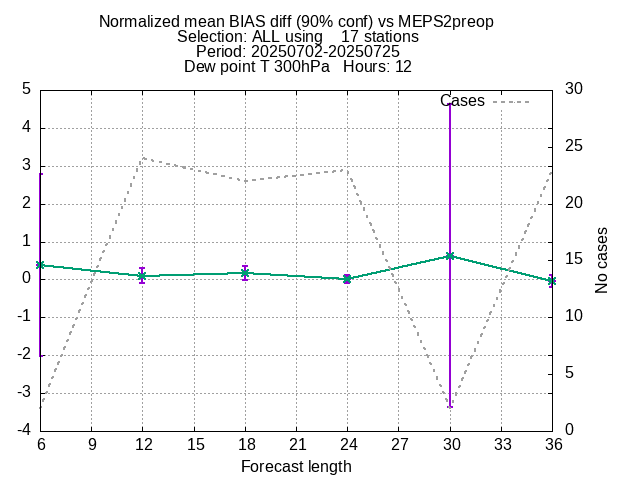 Normalized mean BIAS diff (90% conf) vs MEPS2preop
Selection: ALL using    17 stations
Period: 20250702-20250725
Dew point T 300hPa   Hours: 12
Cases
5
4
3
2
1
0
-1
-2
-3
-4
30
25
20
15
10
5
0
No cases
6 9 12 15 18 21 24 27 30 33 36
Forecast length